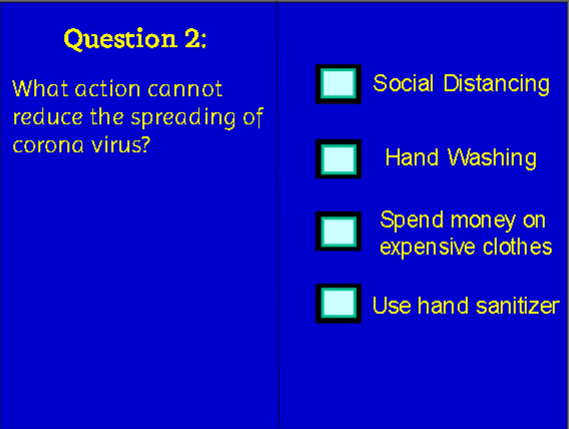 Question 2:
What action cannot
reduce the spreading of
corona virus?
Social Distancing
Hand Washing
Spend money on
expensive clothes
Use hand sanitizer